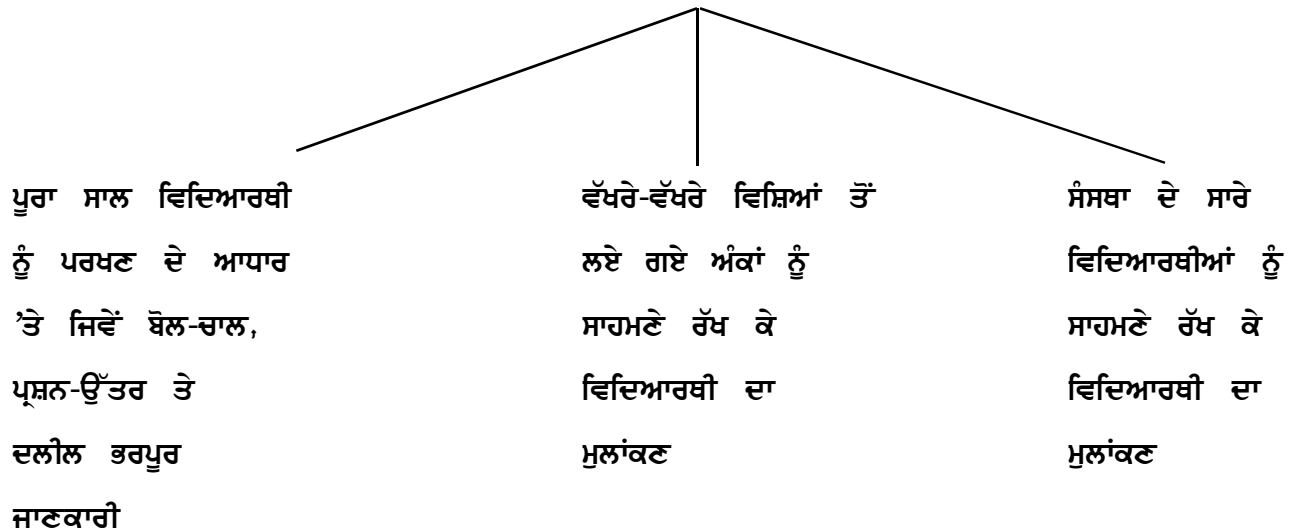 ਪੂਰਾ ਸਾਲ ਵਿਦਿਆਰਥੀ
ਨੂੰ ਪਰਖਣ ਦੇ ਆਧਾਰ
'ਤੇ ਜਿਵੇਂ ਬੋਲ-ਚਾਲ,
ਪ੍ਰਸ਼ਨ-ਉੱਤਰ ਤੇ
ਦਲੀਲ ਭਰਪੂਰ
ਜਾਣਕਾਰੀ
ਵੱਖਰੇ-ਵੱਖਰੇ ਵਿਸ਼ਿਆਂ ਤੋਂ
ਲਏ ਗਏ ਅੰਕਾਂ ਨੂੰ
ਸਾਹਮਣੇ ਰੱਖ ਕੇ
ਵਿਦਿਆਰਥੀ ਦਾ
ਮੁਲਾਂਕਣ
ਸੰਸਥਾ ਦੇ ਸਾਰੇ
ਵਿਦਿਆਰਥੀਆਂ ਨੂੰ
ਸਾਹਮਣੇ ਰੱਖ ਕੇ
ਵਿਦਿਆਰਥੀ ਦਾ
ਮੁਲਾਂਕਣ